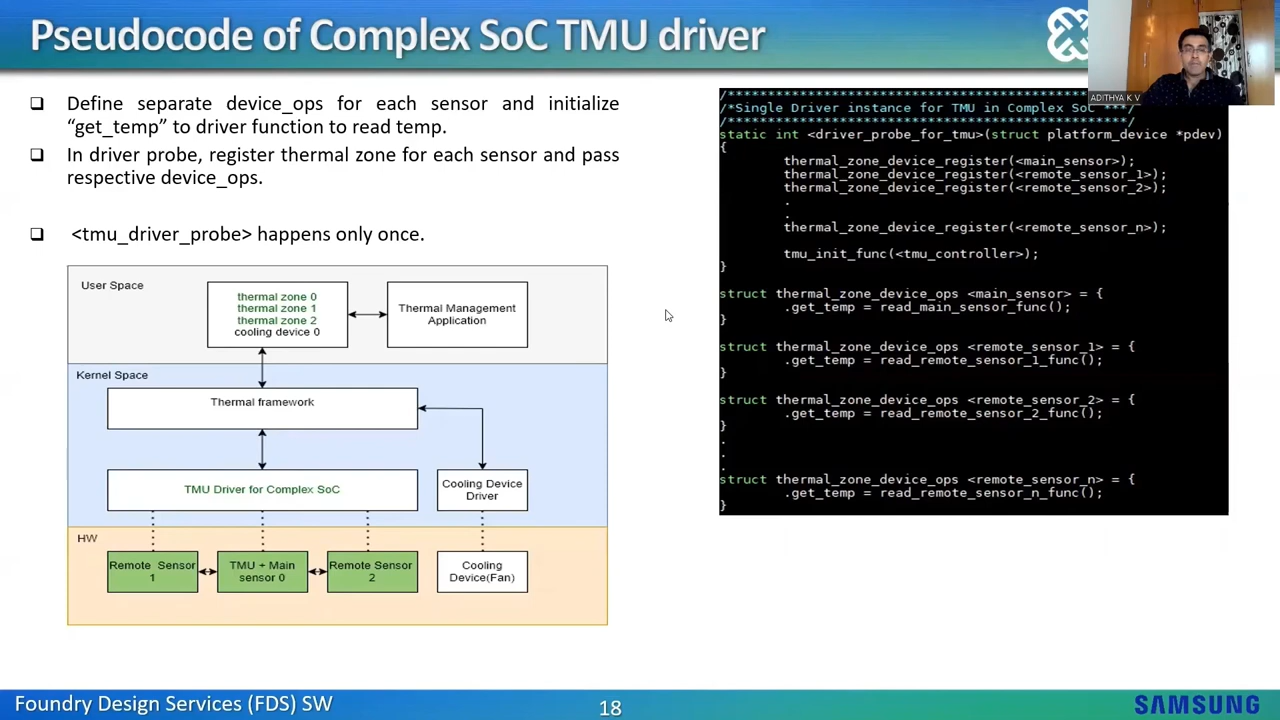 Pseudocode of Complex SoC TMU driver
ADITHYA K V
Define separate device_ops for each sensor and initialize
“get_temp” to driver function to read temp.
In driver probe, register thermal zone for each sensor and pass
respective device_ops.
<tmu_driver_probe> happens only once.
User Space
thermal zone 0
thermal zone 1
thermal zone 2
cooling device 0
Thermal Management
Application
Kernel Space
Thermal framework
TMU Driver for Complex SoC
Cooling Device
Driver
HW
Remote Sensor
1
TMU + Main
sensor 0
Remote Sensor
2
Cooling
Device(Fan)
/*Single Driver instance for TMU in Complex SoC ***/
static int <driver_probe_for_tmu>(struct platform_device *pdev)
{
thermal_zone_device_register(<main_sensor>);
thermal_zone_device_register(<remote_sensor_1>);
thermal_zone_device_register(<remote_sensor_2>);
.
.
thermal_zone_device_register(<remote_sensor_n>);
tmu_init_func(<tmu_controller>);
}
struct thermal_zone_device_ops <main_sensor> = {
.get_temp = read_main_sensor_func();
}
struct thermal_zone_device_ops <remote_sensor_1> = {
.get_temp = read_remote_sensor_1_func();
}
struct thermal_zone_device_ops <remote_sensor_2> = {
.get_temp = read_remote_sensor_2_func();
}
.
.
.
struct thermal_zone_device_ops <remote_sensor_n> = {
.get_temp = read_remote_sensor_n_func();
}
Foundry Design Services (FDS) SW
18
SAMSUNG